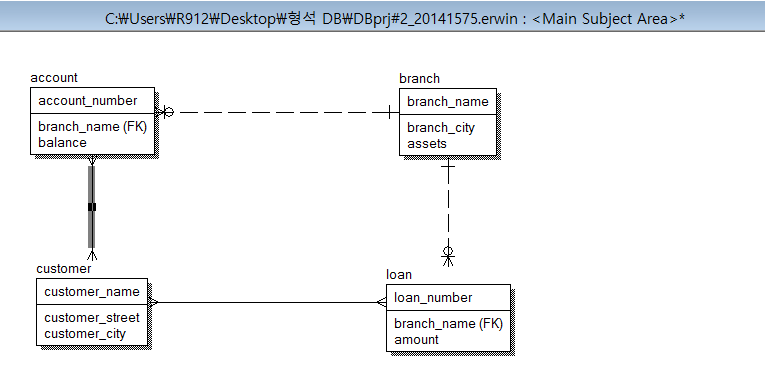 C:₩Users₩R912₩Desktop₩형석 DB₩DBprj#2_20141575.erwin : <Main Subject Area>*
account
account_number
branch_name (FK)
balance
branch
branch_name
branch_city
assets
customer
customer_name
customer_street
customer_city
loan
loan_number
branch_name (FK)
amount